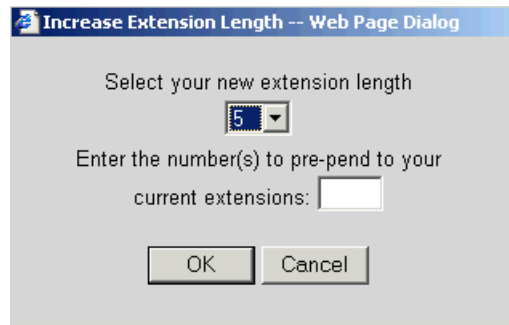 Increase Extension Length -- Web Page Dialog
Select your new extension length
5
Enter the number(s) to pre-pend to your
current extensions:
OK Cancel